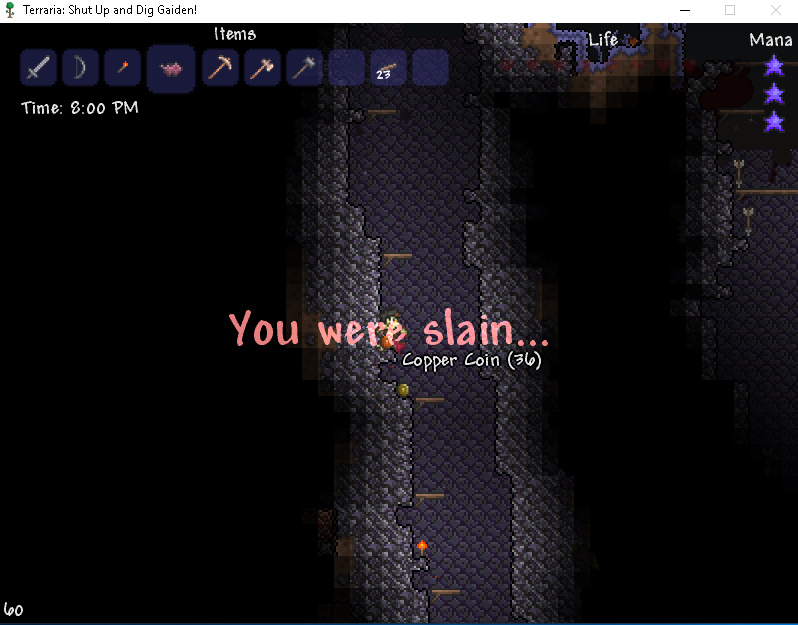 Terraria: Shut Up and Dig Gaiden!
Items
Life
Mana
23
Time: 8:00 PM
You were slain...
Copper Coin (36)
60